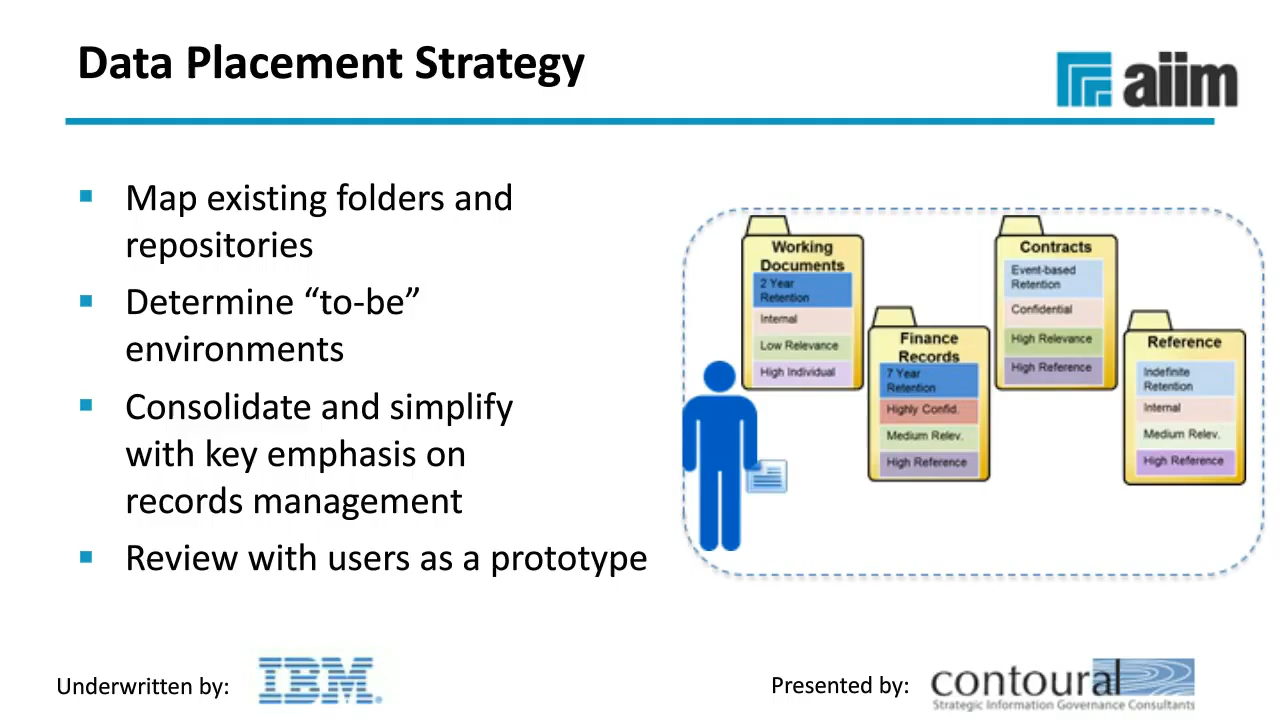 Data Placement Strategy
aiim
Map existing folders and
repositories
Determine “to-be”
environments
Consolidate and simplify
with key emphasis on
records management
Review with users as a prototype
Working
Documents
2 Year
Retention
Internal
Low Relevance
High Individual
Finance
Records
7 Year
Retention
Highly Confid.
Medium Relev.
High Reference
Contracts
Event-based
Retention
Confidential
High Relevance
High Reference
Reference
Indefinite
Retention
Internal
Medium Relev.
High Reference
Underwritten by:
IBM®
Presented by:
contoural
Strategic Information Governance Consultants